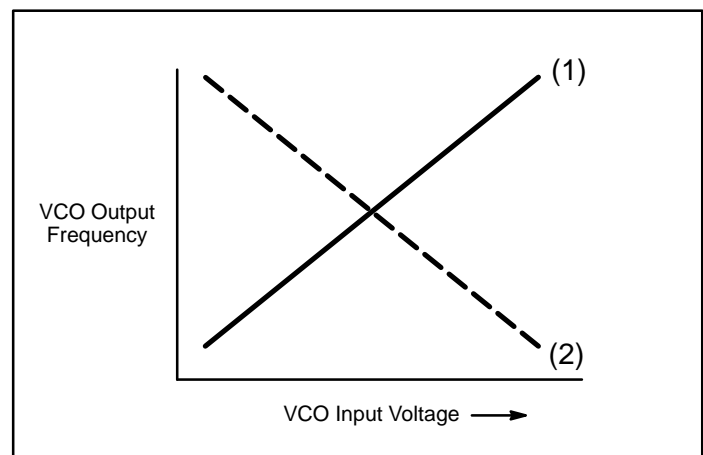 (1)
VCO Output
Frequency
(2)
VCO Input Voltage